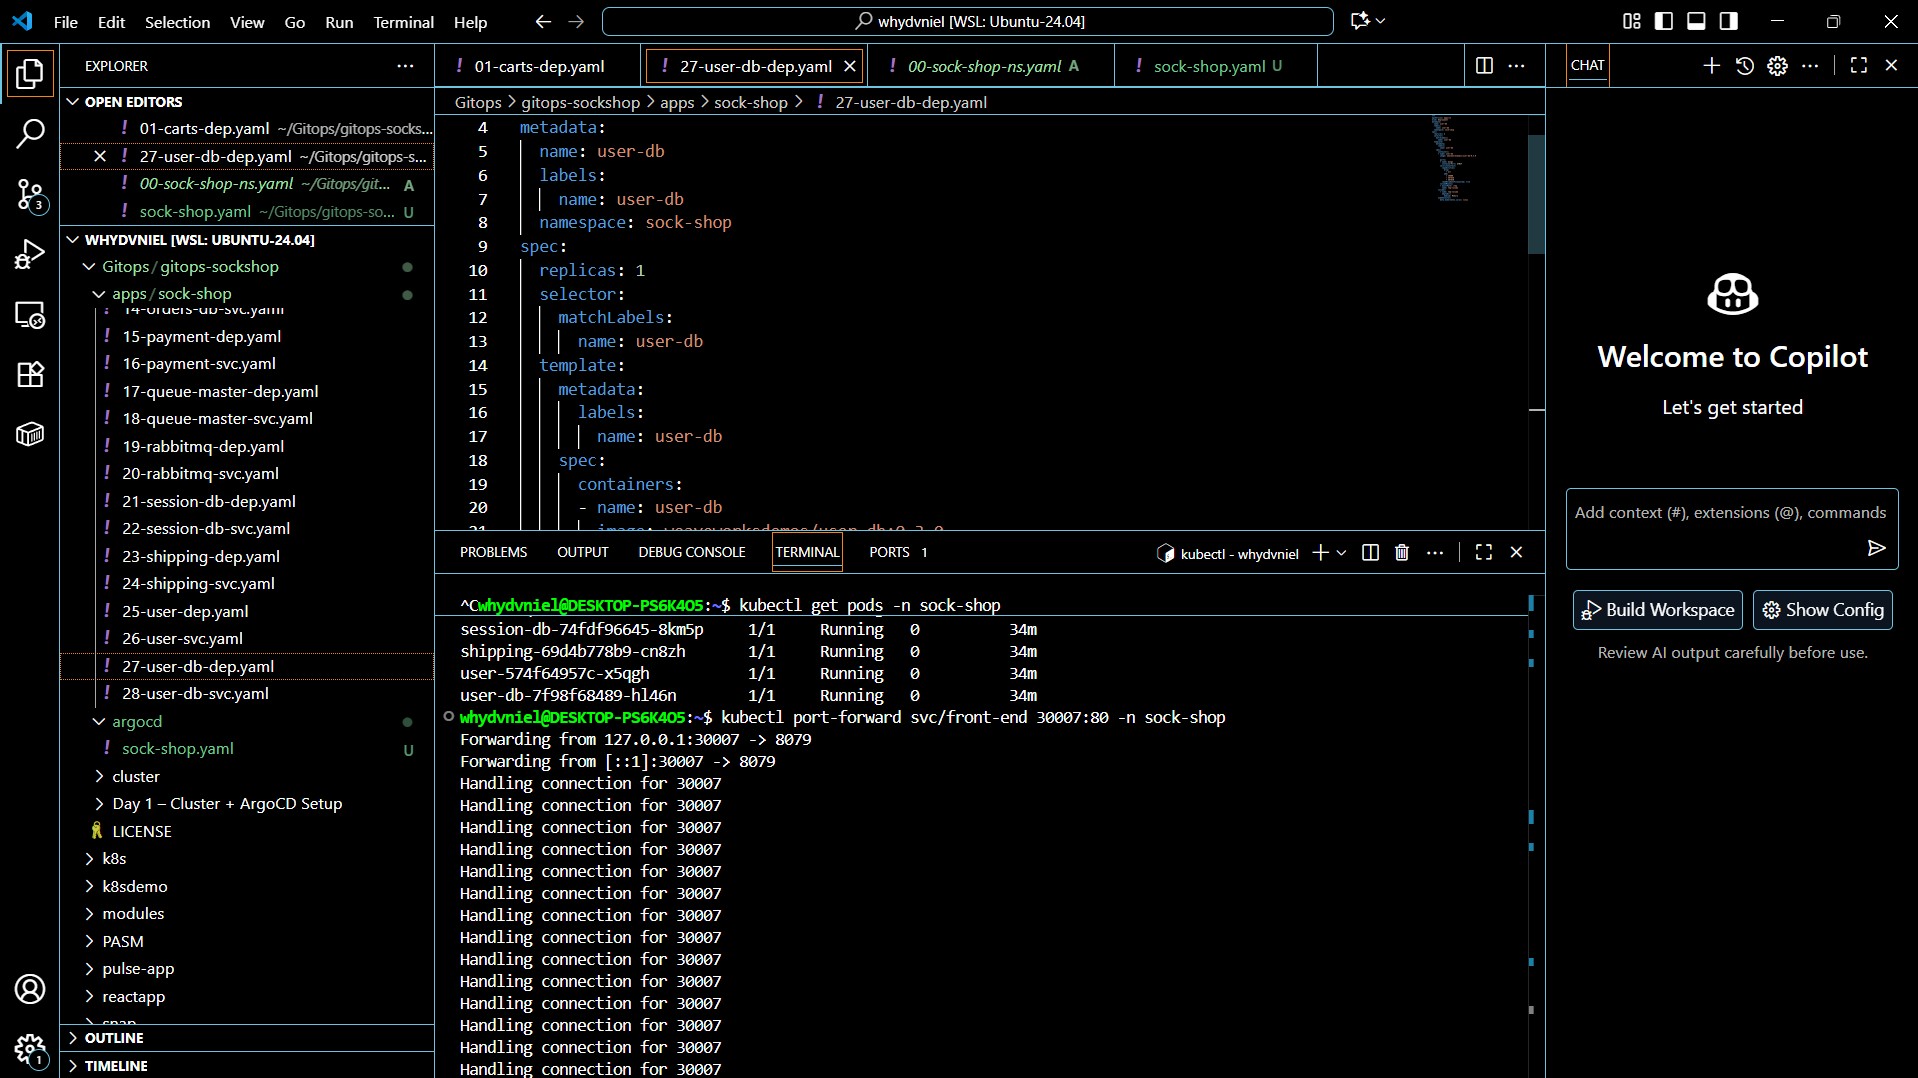 File Edit Selection View Go Run Terminal Help
whydvniel [WSL: Ubuntu-24.04]
EXPLORER
OPEN EDITORS
01-carts-dep.yaml ~/Gitops/gitops-socks...
27-user-db-dep.yaml ~/Gitops/gitops-s...
00-sock-shop-ns.yaml ~/Gitops/git... A
sock-shop.yaml ~/Gitops/gitops-so... U
WHYDVNIEL [WSL: UBUNTU-24.04]
Gitops / gitops-sockshop
apps / sock-shop
14-orders-db-svc.yaml
15-payment-dep.yaml
16-payment-svc.yaml
17-queue-master-dep.yaml
18-queue-master-svc.yaml
19-rabbitmq-dep.yaml
20-rabbitmq-svc.yaml
21-session-db-dep.yaml
22-session-db-svc.yaml
23-shipping-dep.yaml
24-shipping-svc.yaml
25-user-dep.yaml
26-user-svc.yaml
27-user-db-dep.yaml
28-user-db-svc.yaml
argocd
sock-shop.yaml U
cluster
Day 1 – Cluster + ArgoCD Setup
LICENSE
k8s
k8sdemo
modules
PASM
pulse-app
reactapp
snap
OUTLINE
TIMELINE
3
1
01-carts-dep.yaml
27-user-db-dep.yaml
00-sock-shop-ns.yaml A
sock-shop.yaml U
Gitops > gitops-sockshop > apps > sock-shop > ! 27-user-db-dep.yaml
4 metadata:
5 name: user-db
6 labels:
7 name: user-db
8 namespace: sock-shop
9 spec:
10 replicas: 1
11 selector:
12 matchLabels:
13 name: user-db
14 template:
15 metadata:
16 labels:
17 name: user-db
18 spec:
19 containers:
20 - name: user-db
21 image: weaveworksdemos/user-db:0.3.0
PROBLEMS OUTPUT DEBUG CONSOLE TERMINAL PORTS 1
kubectl - whydvniel
^Cwhydvniel@DESKTOP-PS6K4O5:~$ kubectl get pods -n sock-shop
session-db-74fdf96645-8km5p 1/1 Running 0 34m
shipping-69d4b778b9-cn8zh 1/1 Running 0 34m
user-574f64957c-x5qgh 1/1 Running 0 34m
user-db-7f98f68489-hl46n 1/1 Running 0 34m
whydvniel@DESKTOP-PS6K4O5:~$ kubectl port-forward svc/front-end 30007:80 -n sock-shop
Forwarding from 127.0.0.1:30007 -> 8079
Forwarding from [::1]:30007 -> 8079
Handling connection for 30007
Handling connection for 30007
Handling connection for 30007
Handling connection for 30007
Handling connection for 30007
Handling connection for 30007
Handling connection for 30007
Handling connection for 30007
Handling connection for 30007
Handling connection for 30007
Handling connection for 30007
Handling connection for 30007
Handling connection for 30007
Handling connection for 30007
CHAT
Welcome to Copilot
Let's get started
Add context (#), extensions (@), commands
Build Workspace
Show Config
Review AI output carefully before use.